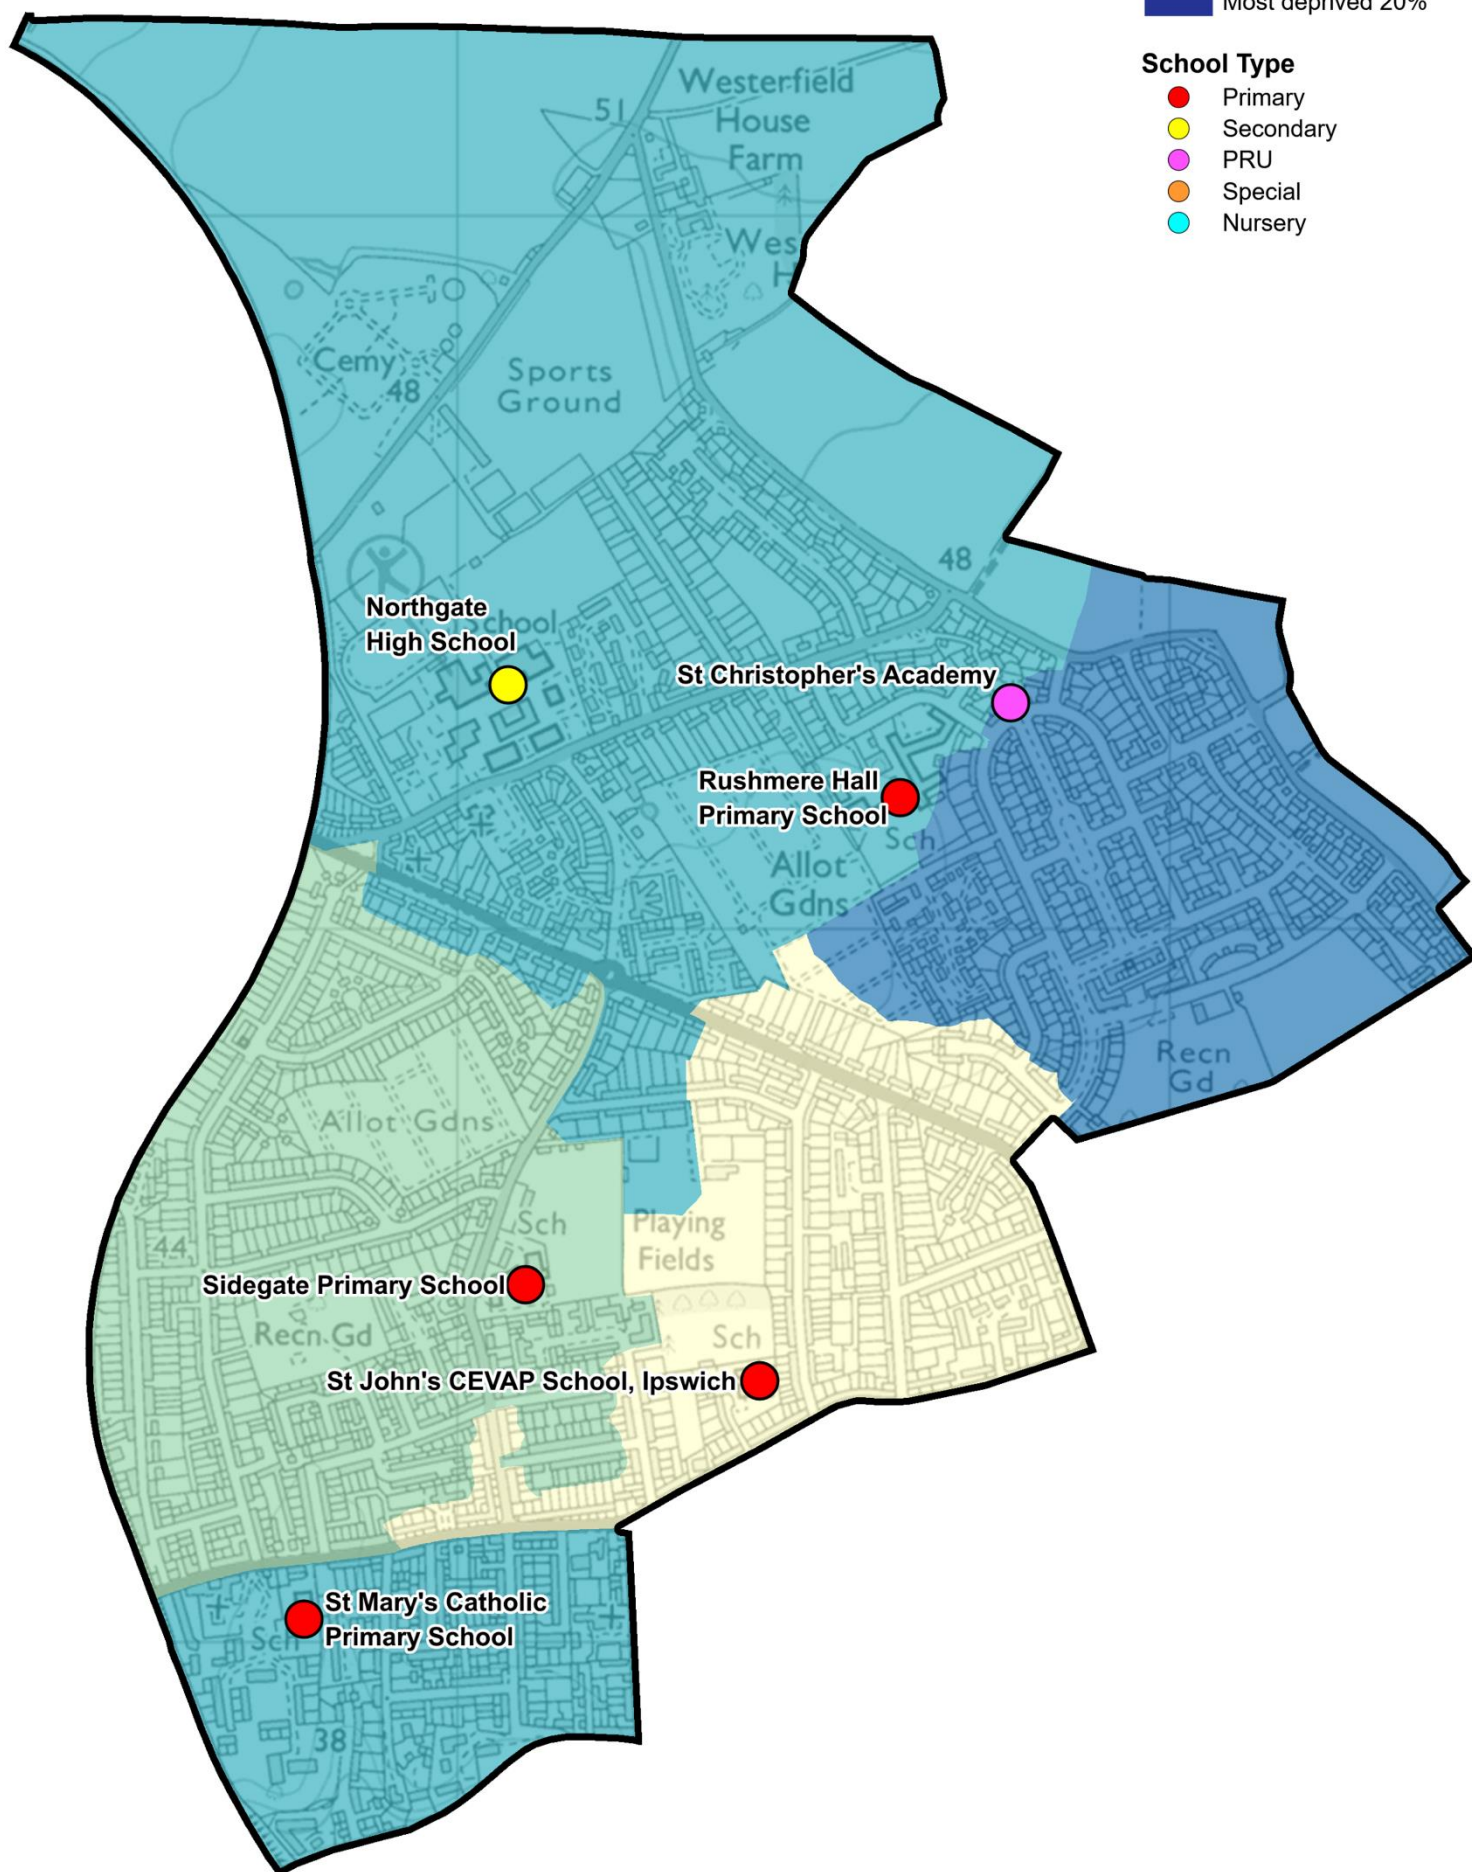 Most deprived 20%
School Type
Primary
Secondary
PRU
Special
Nursery
Westerfield
House
Farm
51
Wes
H
Cemy
48
Sports
Ground
48
Northgate
High School
School
St Christopher's Academy
Rushmere Hall
Primary School
Sch
Allot
Gdns
Recn
Gd
Allot Gdns
Sch
Playing
Fields
44
Sidegate Primary School
Recn Gd
Sch
St John's CEVAP School, Ipswich
St Mary's Catholic
Primary School
Sch
38